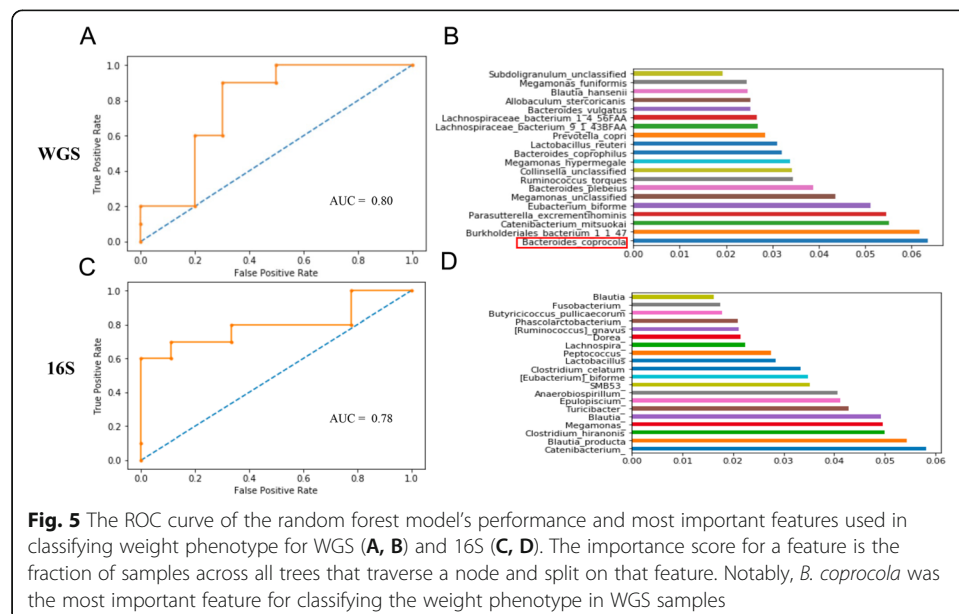 A
B
WGS
True Positive Rate
1.0
0.8
0.6
0.4
0.2
0.0
AUC = 0.80
0.0 0.2 0.4 0.6 0.8 1.0
False Positive Rate
Subdoligranulum_unclassified
Megamonas_funiformis
Blautia_hansenii
Allobaculum_stercoricanis
Bacteroides_vulgatus
Lachnospiraceae_bacterium_1_4_56FAA
Lachnospiraceae_bacterium_9_1_43BFAA
Prevotella_copri
Lactobacillus_reuteri
Bacteroides_coprophilus
Megamonas_hypermegale
Collinsella_unclassified
Ruminococcus_torques
Bacteroides_plebeius
Megamonas_unclassified
Eubacterium_biforme
Parasutterella_excrementihominis
Catenibacterium_mitsuokai
Burkholderiales_bacterium_1_1_47
Bacteroides_coprocola
0.00 0.01 0.02 0.03 0.04 0.05 0.06
C
D
16S
True Positive Rate
1.0
0.8
0.6
0.4
0.2
0.0
AUC = 0.78
0.0 0.2 0.4 0.6 0.8 1.0
False Positive Rate
Blautia
Fusobacterium_
Butyricicoccus_pullicaecorum
Phascolarctobacterium_
[Ruminococcus]_gnavus
Dorea_
Lachnospira_
Peptococcus_
Lactobacillus
Clostridium_celatum
[Eubacterium]_biforme
SMB53_
Anaerobiospirillum_
Epulopiscium_
Turicibacter_
Blautia_
Megamonas_
Clostridium_hiranonis
Blautia_producta
Catenibacterium_
0.00 0.01 0.02 0.03 0.04 0.05 0.06
Fig. 5 The ROC curve of the random forest model's performance and most important features used in
classifying weight phenotype for WGS (A, B) and 16S (C, D). The importance score for a feature is the
fraction of samples across all trees that traverse a node and split on that feature. Notably, B. coprocola was
the most important feature for classifying the weight phenotype in WGS samples